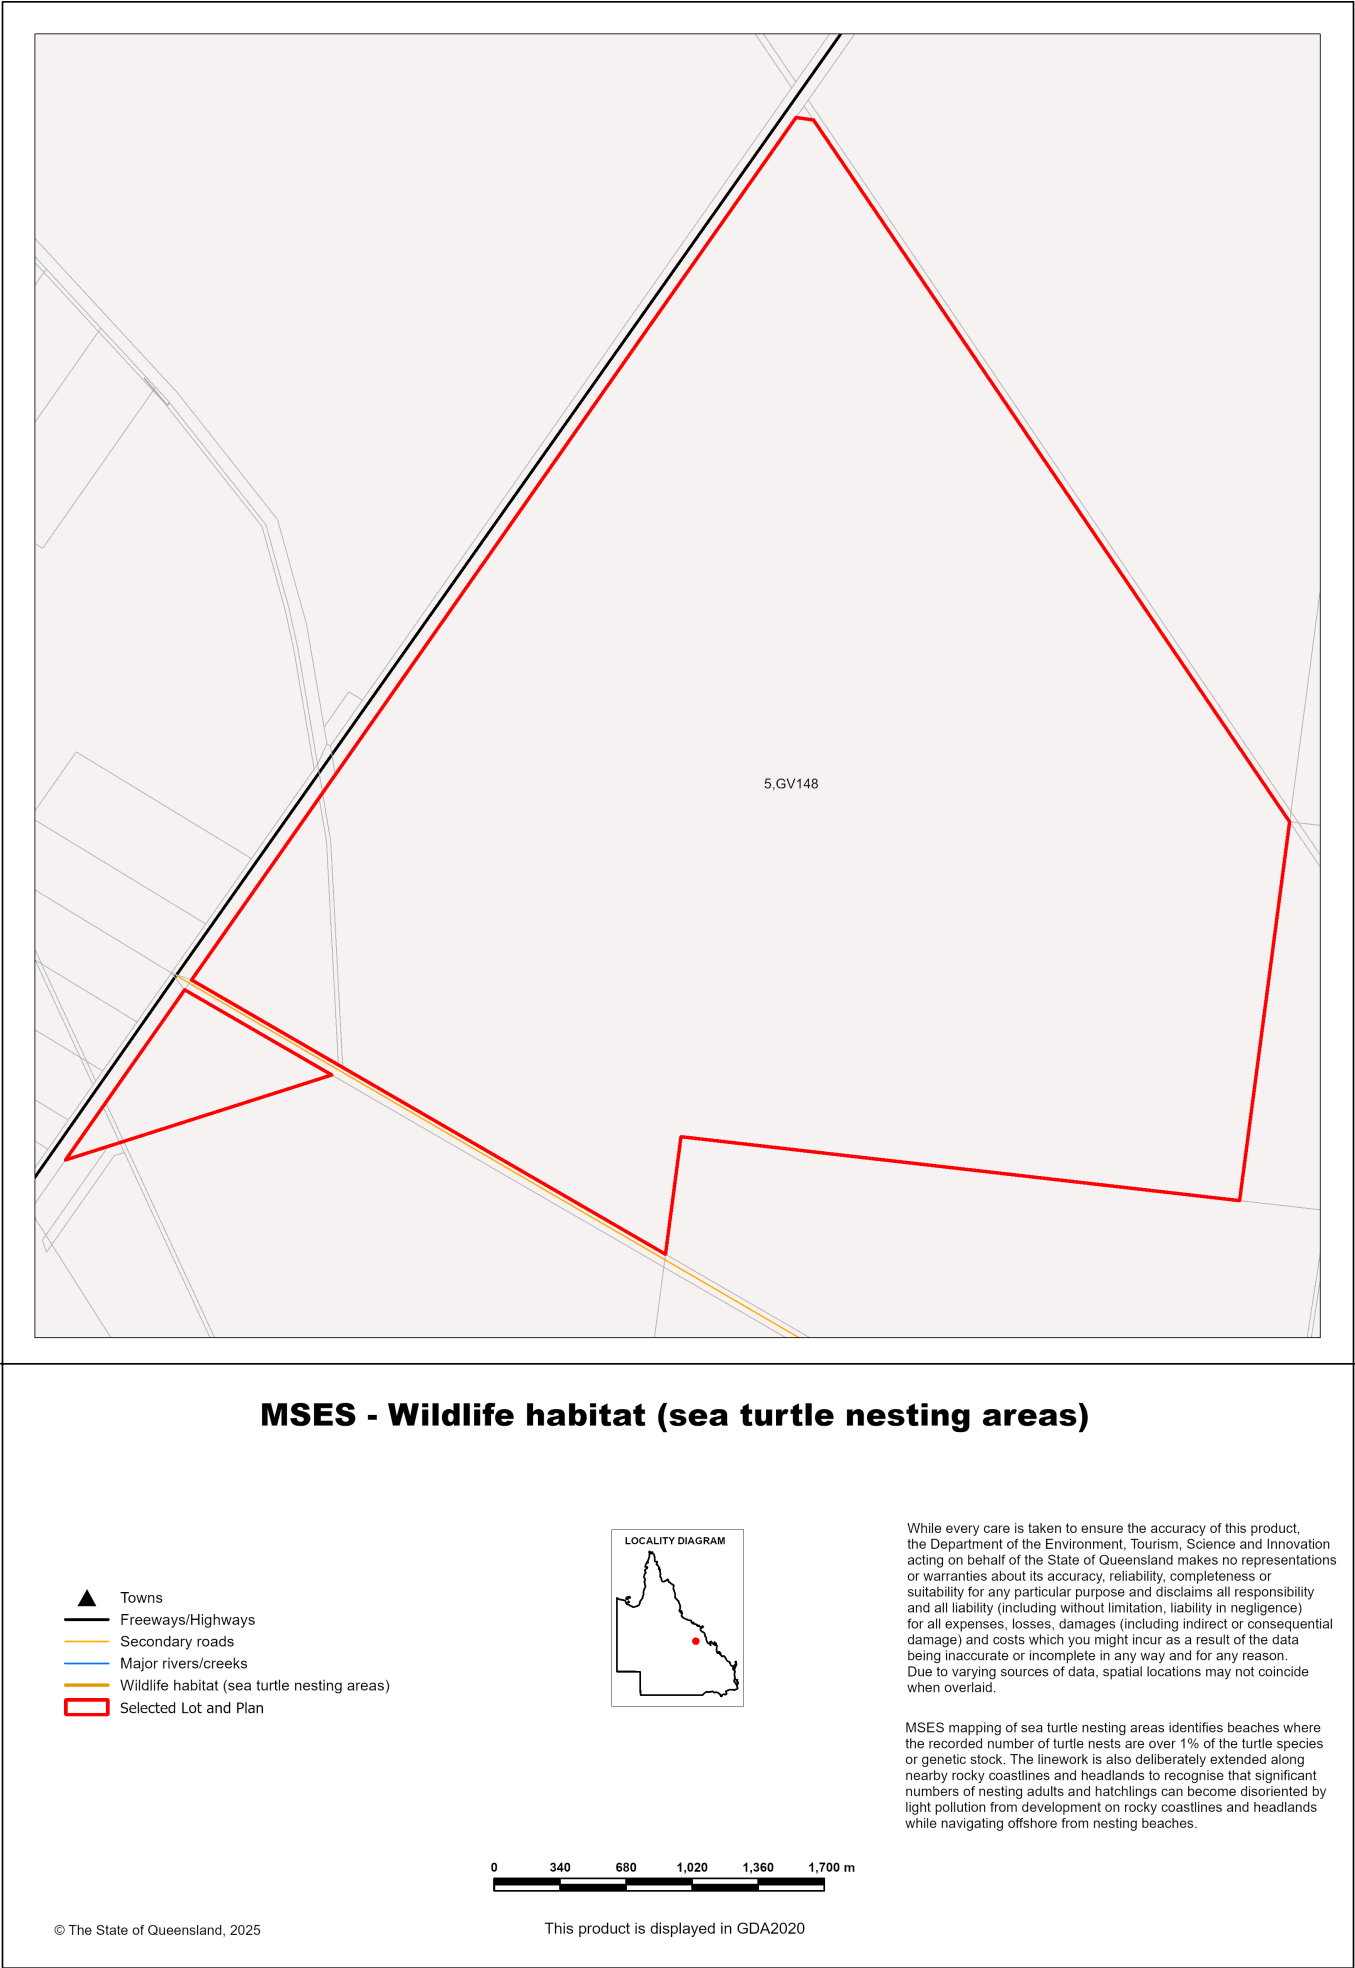 5,GV148
MSES - Wildlife habitat (sea turtle nesting areas)
Towns
Freeways/Highways
Secondary roads
Major rivers/creeks
Wildlife habitat (sea turtle nesting areas)
Selected Lot and Plan
LOCALITY DIAGRAM
While every care is taken to ensure the accuracy of this product,
the Department of the Environment, Tourism, Science and Innovation
acting on behalf of the State of Queensland makes no representations
or warranties about its accuracy, reliability, completeness or
suitability for any particular purpose and disclaims all responsibility
and all liability (including without limitation, liability in negligence)
for all expenses, losses, damages (including indirect or consequential
damage) and costs which you might incur as a result of the data
being inaccurate or incomplete in any way and for any reason.
Due to varying sources of data, spatial locations may not coincide
when overlaid.
MSES mapping of sea turtle nesting areas identifies beaches where
the recorded number of turtle nests are over 1% of the turtle species
or genetic stock. The linework is also deliberately extended along
nearby rocky coastlines and headlands to recognise that significant
numbers of nesting adults and hatchlings can become disoriented by
light pollution from development on rocky coastlines and headlands
while navigating offshore from nesting beaches.
0 340 680 1,020 1,360 1,700 m
© The State of Queensland, 2025
This product is displayed in GDA2020